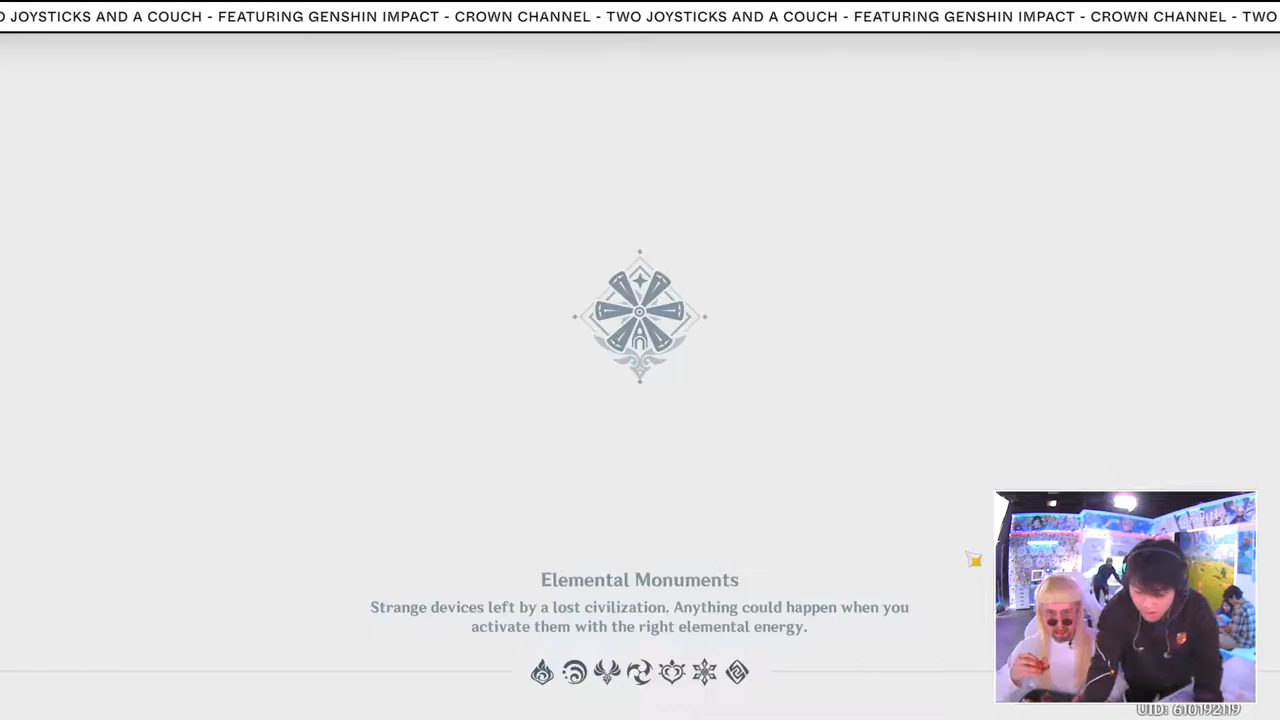 O JOYSTICKS AND A COUCH - FEATURING GENSHIN IMPACT - CROWN CHANNEL - TWO JOYSTICKS AND A COUCH - FEATURING GENSHIN IMPACT - CROWN CHANNEL - TWO
Elemental Monuments
Strange devices left by a lost civilization. Anything could happen when you
activate them with the right elemental energy.
UID: 610192119